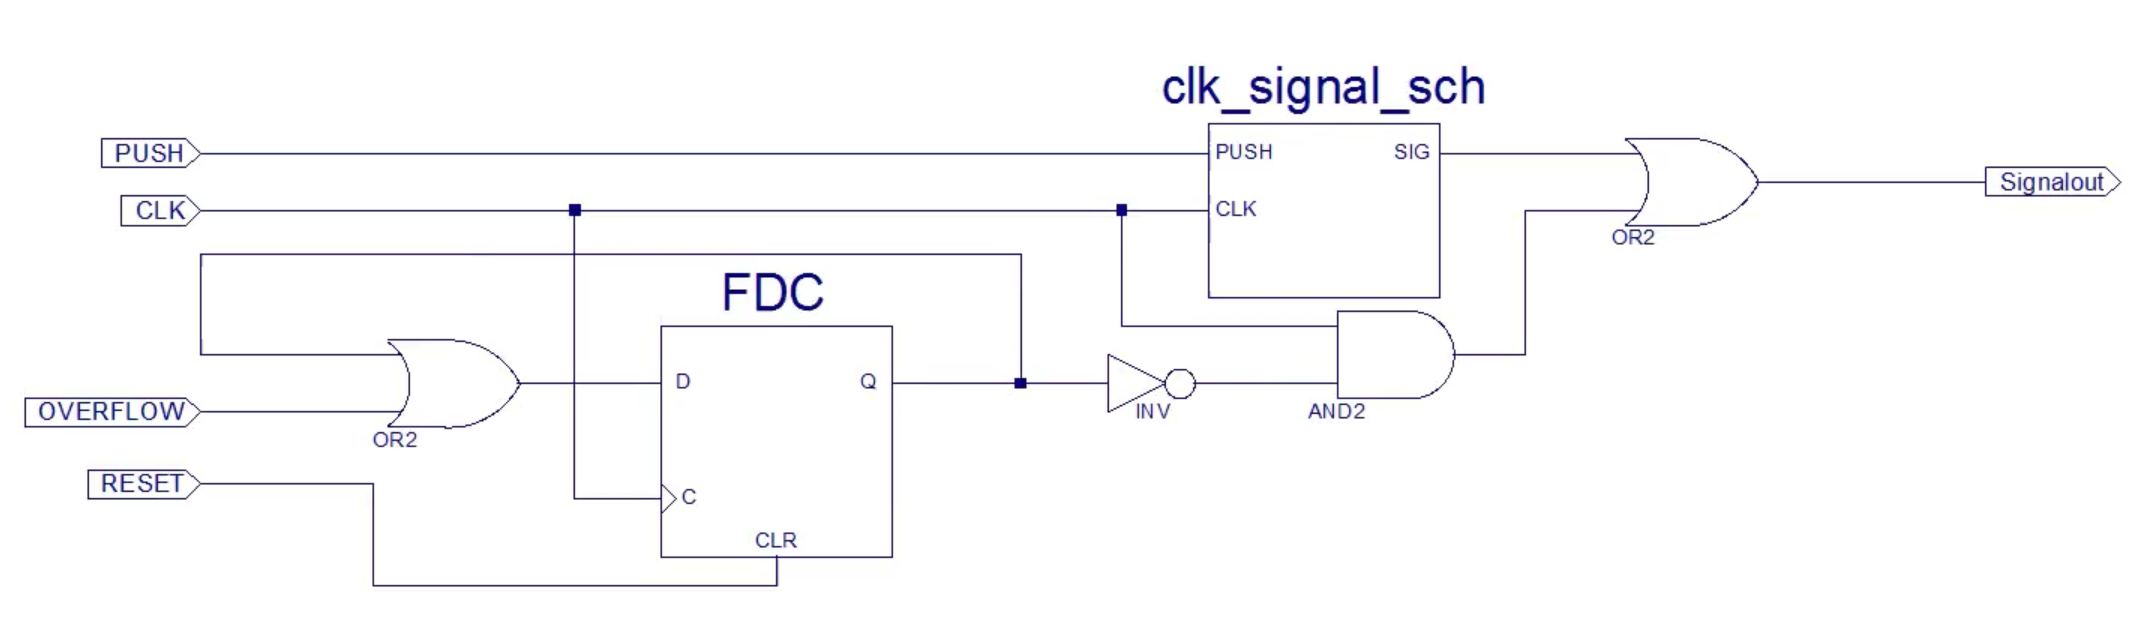 clk_signal_sch
PUSH
PUSH
SIG
CLK
CLK
Signalout
OR2
FDC
D
Q
INV
AND2
OVERFLOW
OR2
RESET
C
CLR